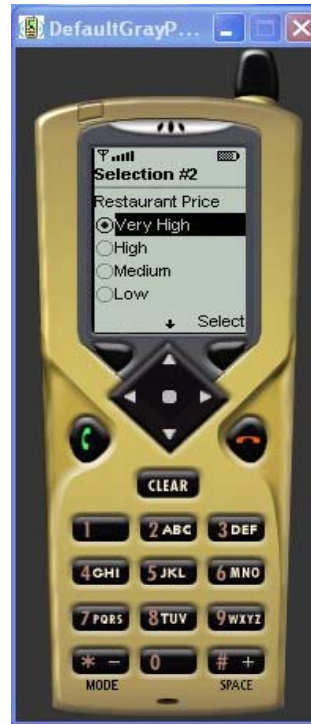 DefaultGrayP...
Selection #2
Restaurant Price
Very High
High
Medium
Low
Select
CLEAR
1 2 ABC 3 DEF
4 GHI 5 JKL 6 MNO
7 PQRS 8 TUV 9 WXYZ
* - 0 # +
MODE SPACE